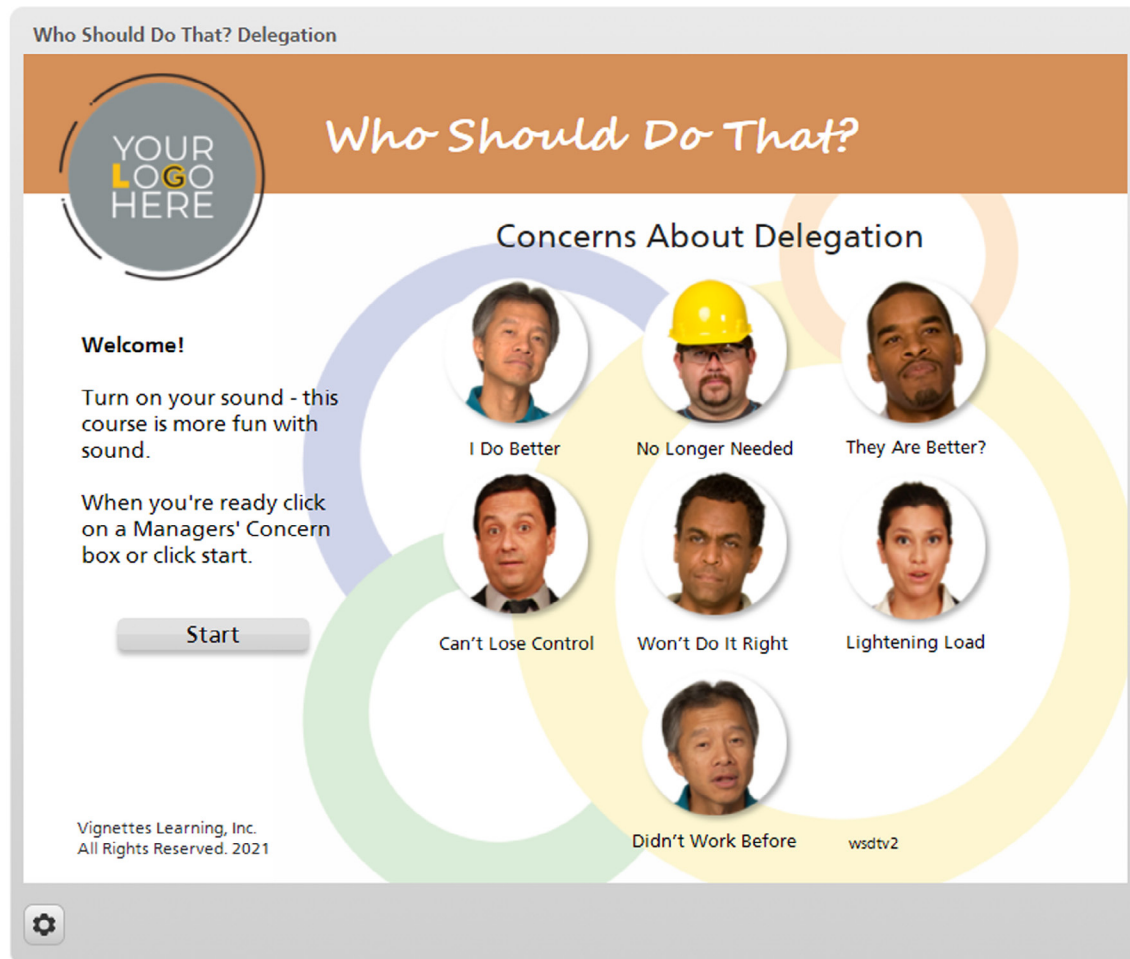 Who Should Do That? Delegation
YOUR
LOGO
HERE
Who Should Do That?
Concerns About Delegation
Welcome!
Turn on your sound - this
course is more fun with
sound.
When you're ready click
on a Managers' Concern
box or click start.
Start
I Do Better
No Longer Needed
They Are Better?
Can't Lose Control
Won't Do It Right
Lightening Load
Didn't Work Before
wsdtv2
Vignettes Learning, Inc.
All Rights Reserved. 2021